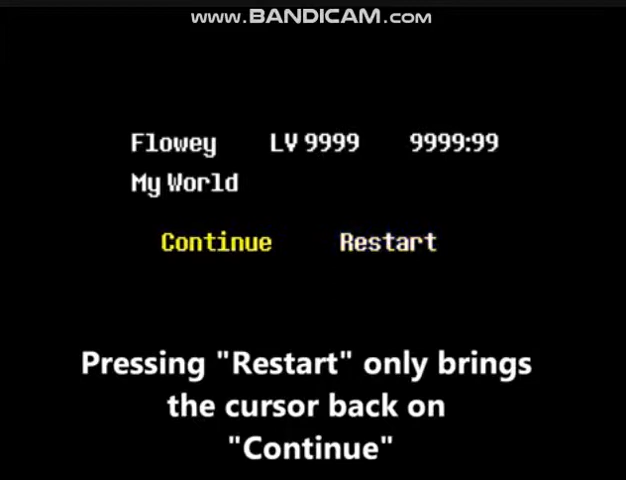 www.BANDICAM.com
Flowey LV 9999 9999:99
My World
Continue Restart
Pressing "Restart" only brings
the cursor back on
"Continue"